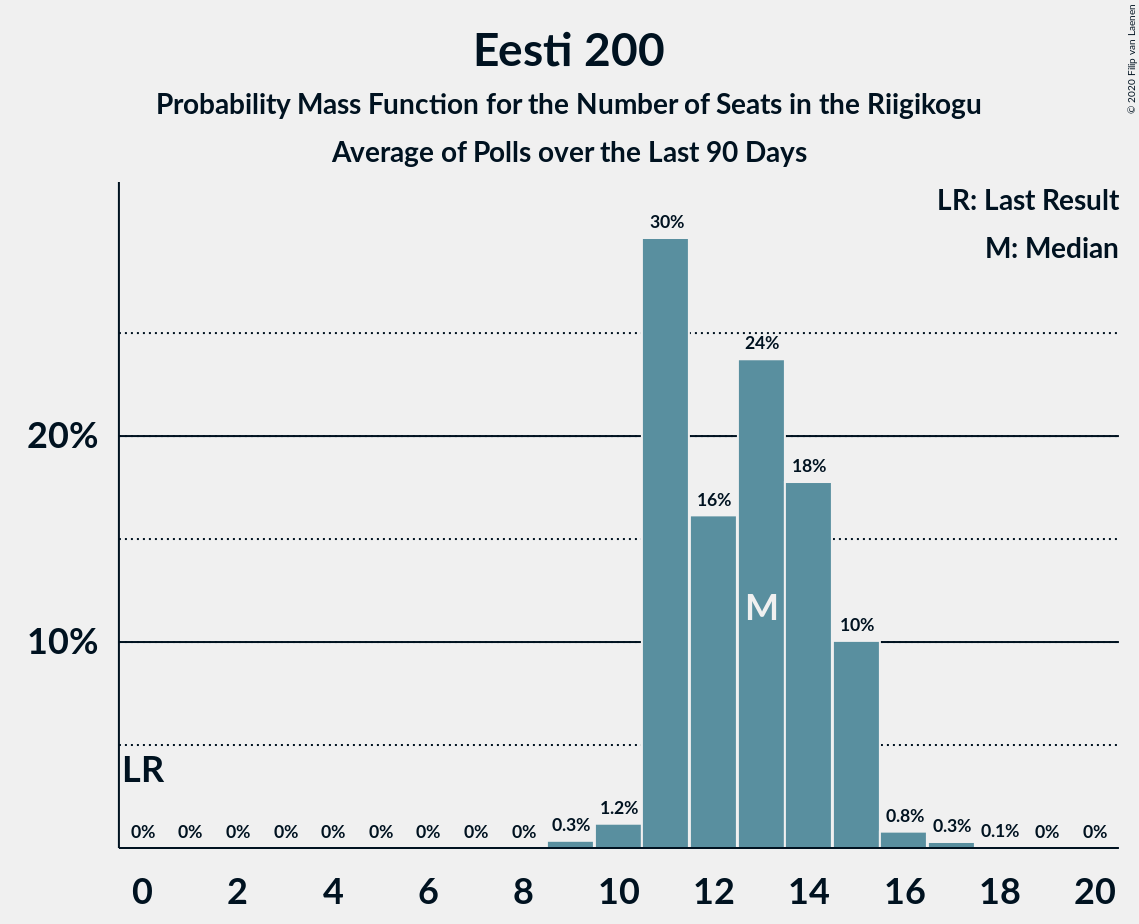 Eesti 200
Probability Mass Function for the Number of Seats in the Riigikogu
Average of Polls over the Last 90 Days
© 2020 Filip van Laenen
LR: Last Result
M: Median
30%
24%
20%
18%
16%
M
10%
10%
LR
0% 0% 0% 0% 0% 0% 0% 0% 0% 0.3% 1.2% 0.8% 0.3% 0.1% 0% 0%
0 2 4 6 8 10 12 14 16 18 20